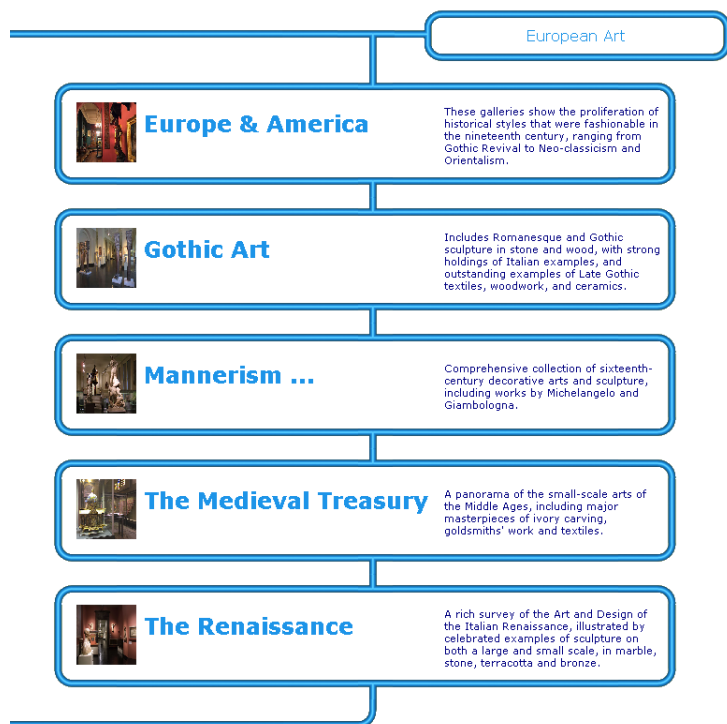 European Art
Europe & America
These galleries show the proliferation of
historical styles that were fashionable in
the nineteenth century, ranging from
Gothic Revival to Neo-classicism and
Orientalism.
Gothic Art
Includes Romanesque and Gothic
sculpture in stone and wood, with strong
holdings of Italian examples, and
outstanding examples of Late Gothic
textiles, woodwork, and ceramics.
Mannerism ...
Comprehensive collection of sixteenth-
century decorative arts and sculpture,
including works by Michelangelo and
Giambologna.
The Medieval Treasury
A panorama of the small-scale arts of
the Middle Ages, including major
masterpieces of ivory carving,
goldsmiths' work and textiles.
The Renaissance
A rich survey of the Art and Design of
the Italian Renaissance, illustrated by
celebrated examples of sculpture on
both a large and small scale, in marble,
stone, terracotta and bronze.